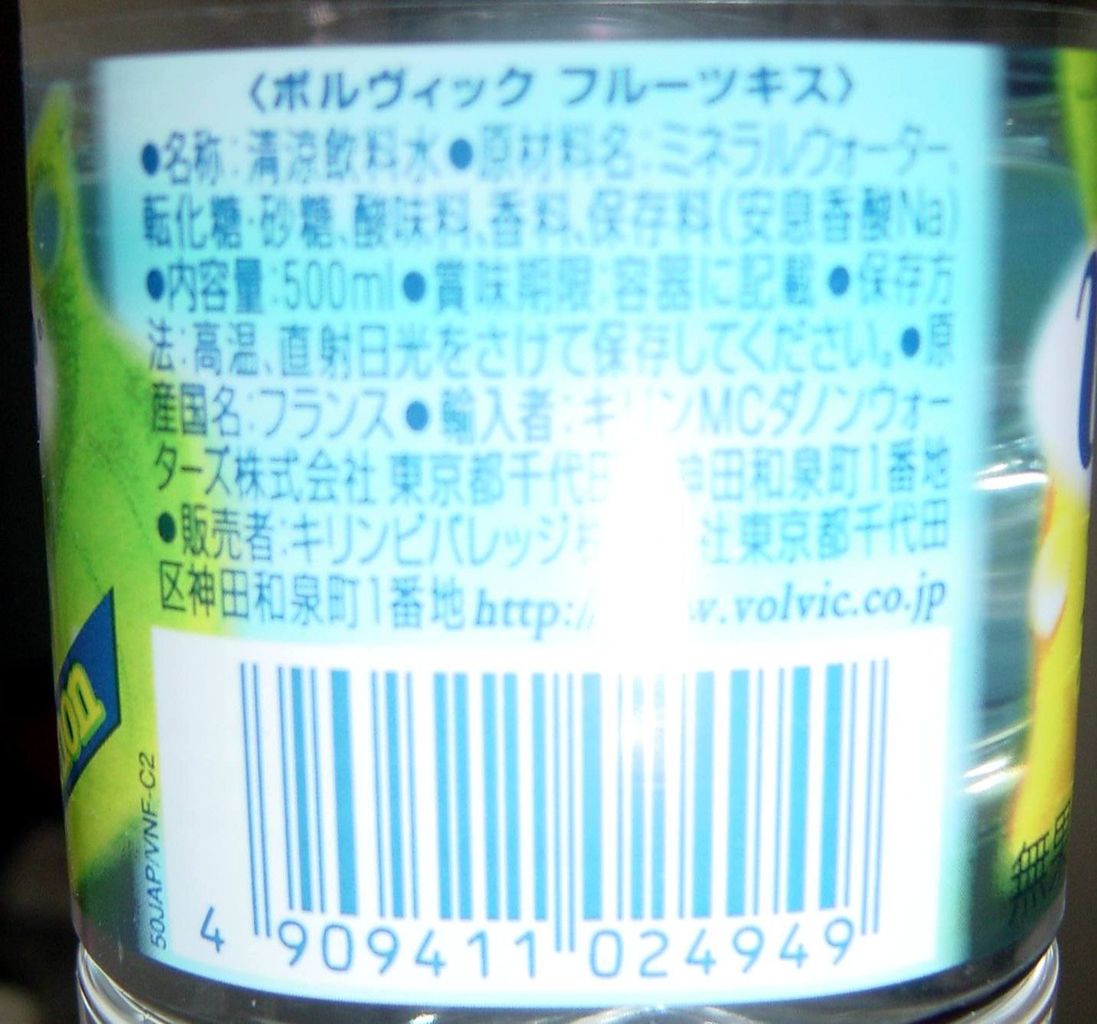 〈ボルヴィック フルーツキス〉
●名称:清涼飲料水●原材料名:ミネラルウォーター、
転化糖・砂糖、酸味料、香料、保存料(安息香酸Na)
●内容量:500ml●賞味期限:容器に記載●保存方
法:高温、直射日光をさけて保存してください。●原
産国名:フランス●輸入者:キリンMCダノンウォー
ターズ株式会社 東京都千代田 神田和泉町1番地
●販売者:キリンビバレッジ 社東京都千代田
区神田和泉町1番地http:/ .volvic.co.jp
50JAP/VNF-C2
4 909411 024949